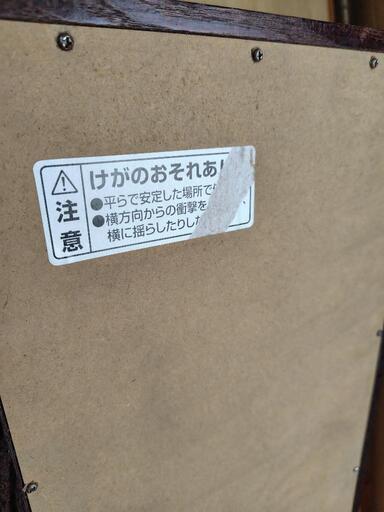 注意
けがのおそれあ
●平らで安定した場所で
●横方向からの衝撃を
横に揺らしたりし